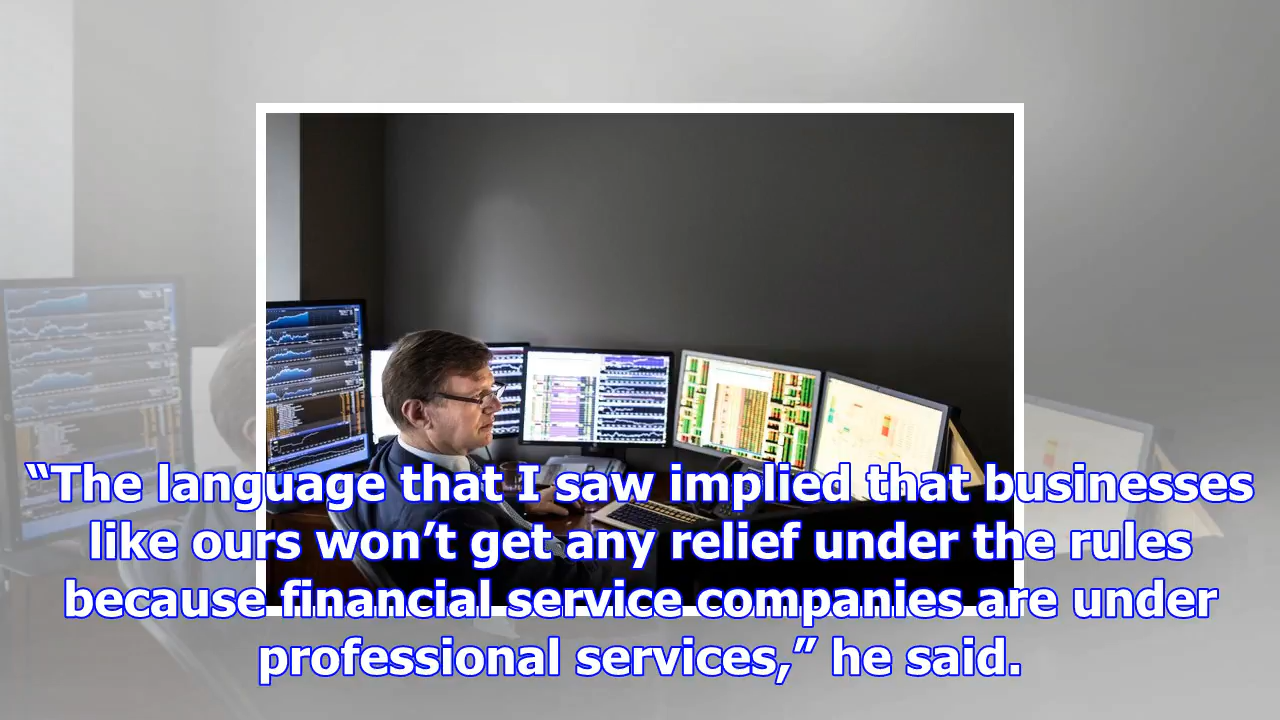 “The language that I saw implied that businesses
like ours won’t get any relief under the rules
because financial service companies are under
professional services,” he said.